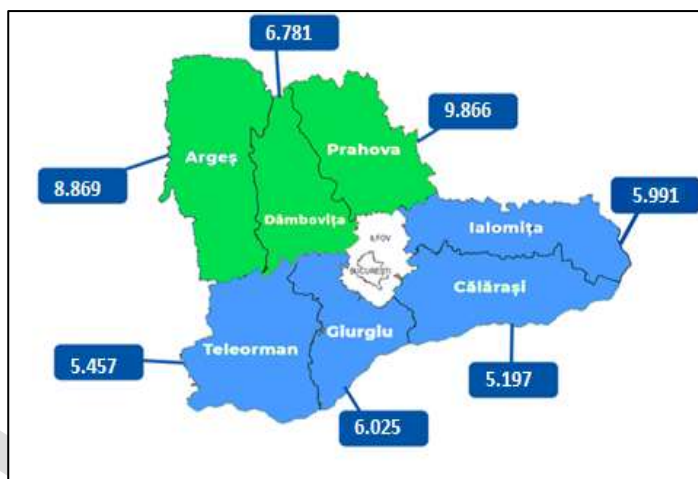 6.781
9.866
Prahova
Argeș
8.869
Dâmbovița
5.991
Ialomița
ILFOV
BUCUREȘTI
Călărași
Giurgiu
Teleorman
5.457
5.197
6.025